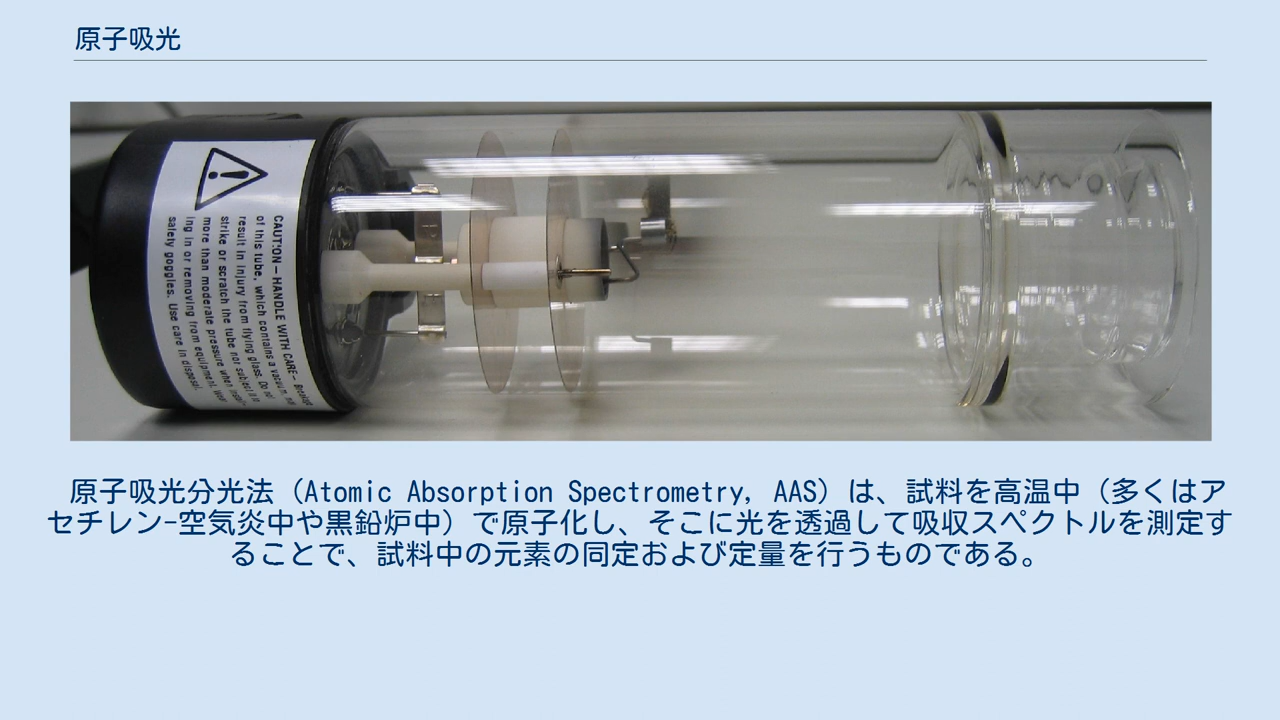 原子吸光
CAUTION – HANDLE WITH CARE – Breakage
of this tube, which contains a vacuum, may
result in injury from flying glass. Do not
strike or scratch the tube nor subject it to
more than moderate pressure when install-
ing in or removing from equipment. Wear
safety goggles. Use care in disposal.
原子吸光分光法（Atomic Absorption Spectrometry, AAS）は、試料を高温中（多くはア
セチレン-空気炎中や黒鉛炉中）で原子化し、そこに光を透過して吸収スペクトルを測定す
ることで、試料中の元素の同定および定量を行うものである。